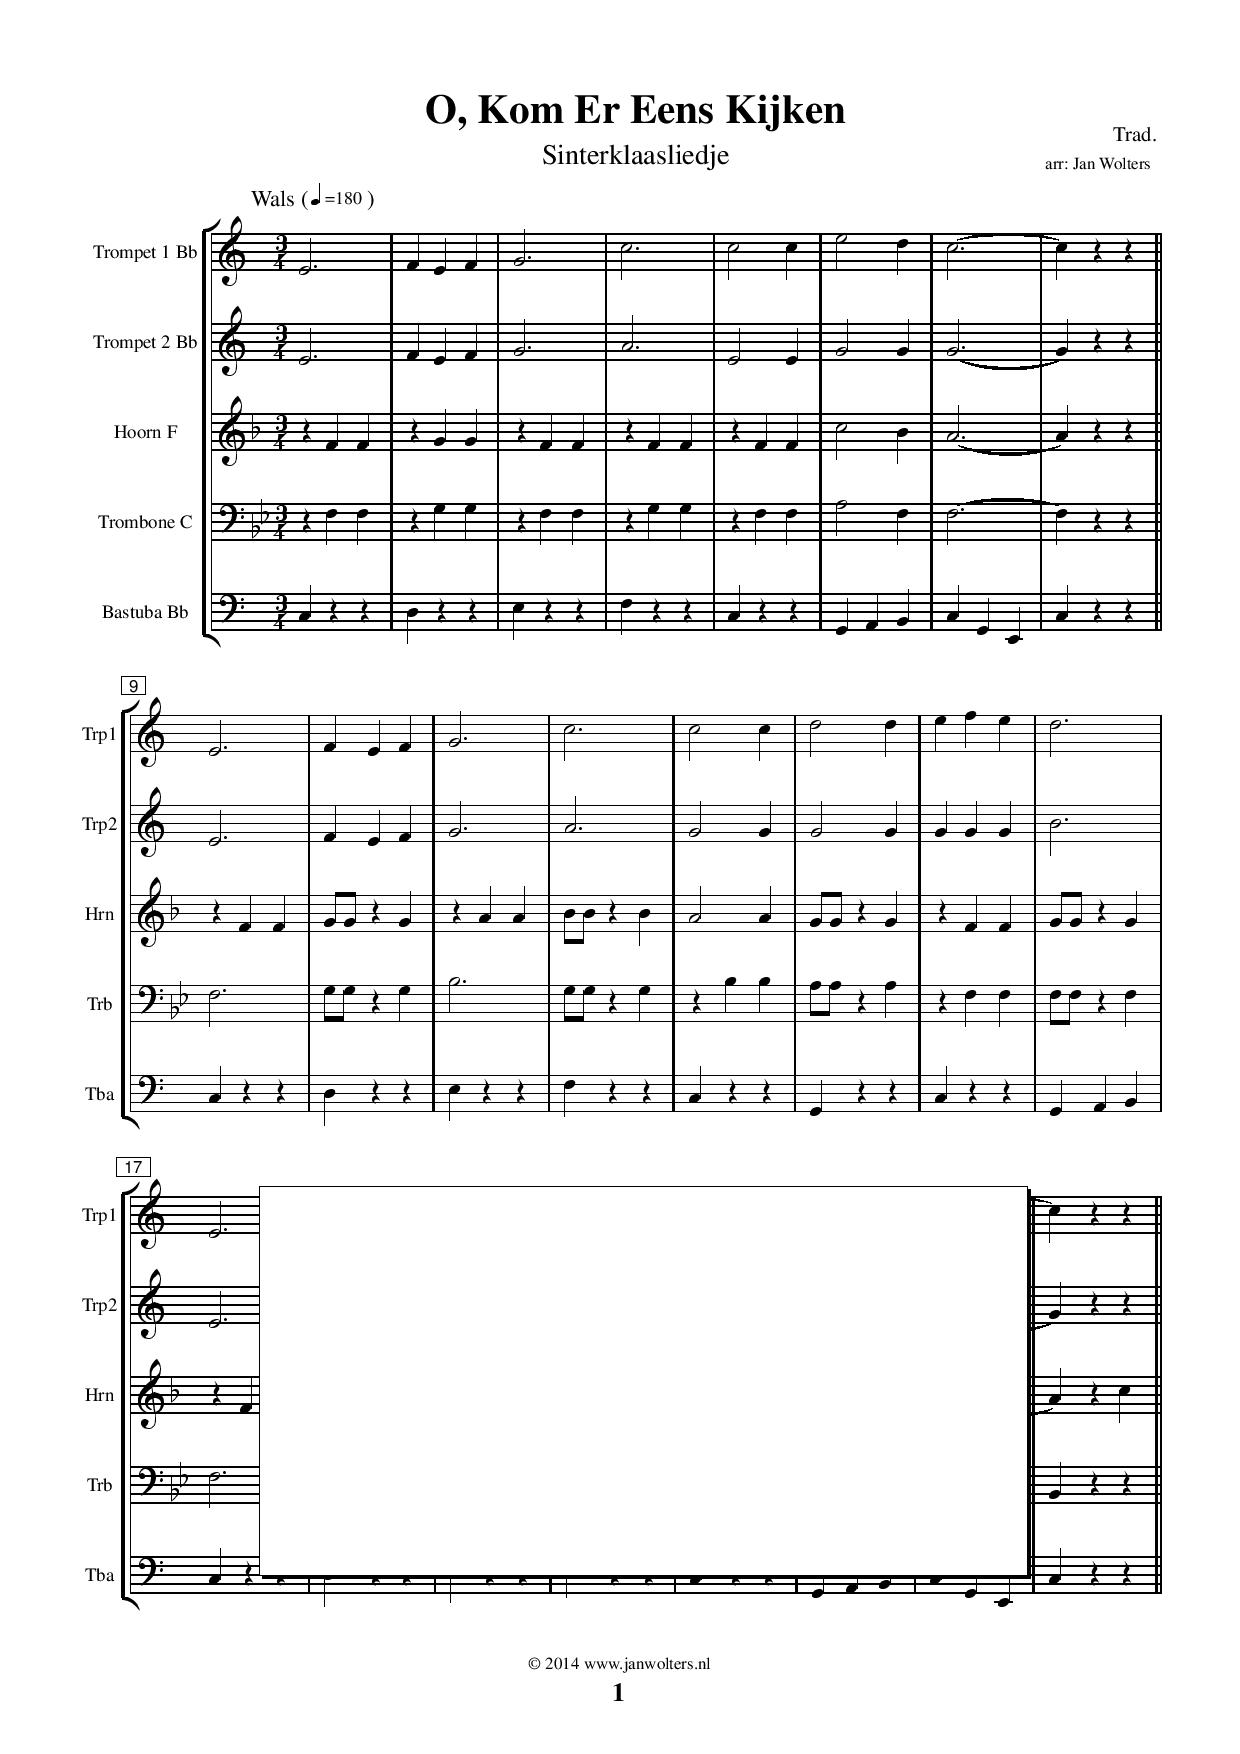 O, Kom Er Eens Kijken
Sinterklaasliedje
Trad.
arr: Jan Wolters
Wals (♩=180 )
Trompet 1 Bb
Trompet 2 Bb
Hoorn F
Trombone C
Bastuba Bb
9
Trp1
Trp2
Hrn
Trb
Tba
17
Trp1
Trp2
Hrn
Trb
Tba
© 2014 www.janwolters.nl
1